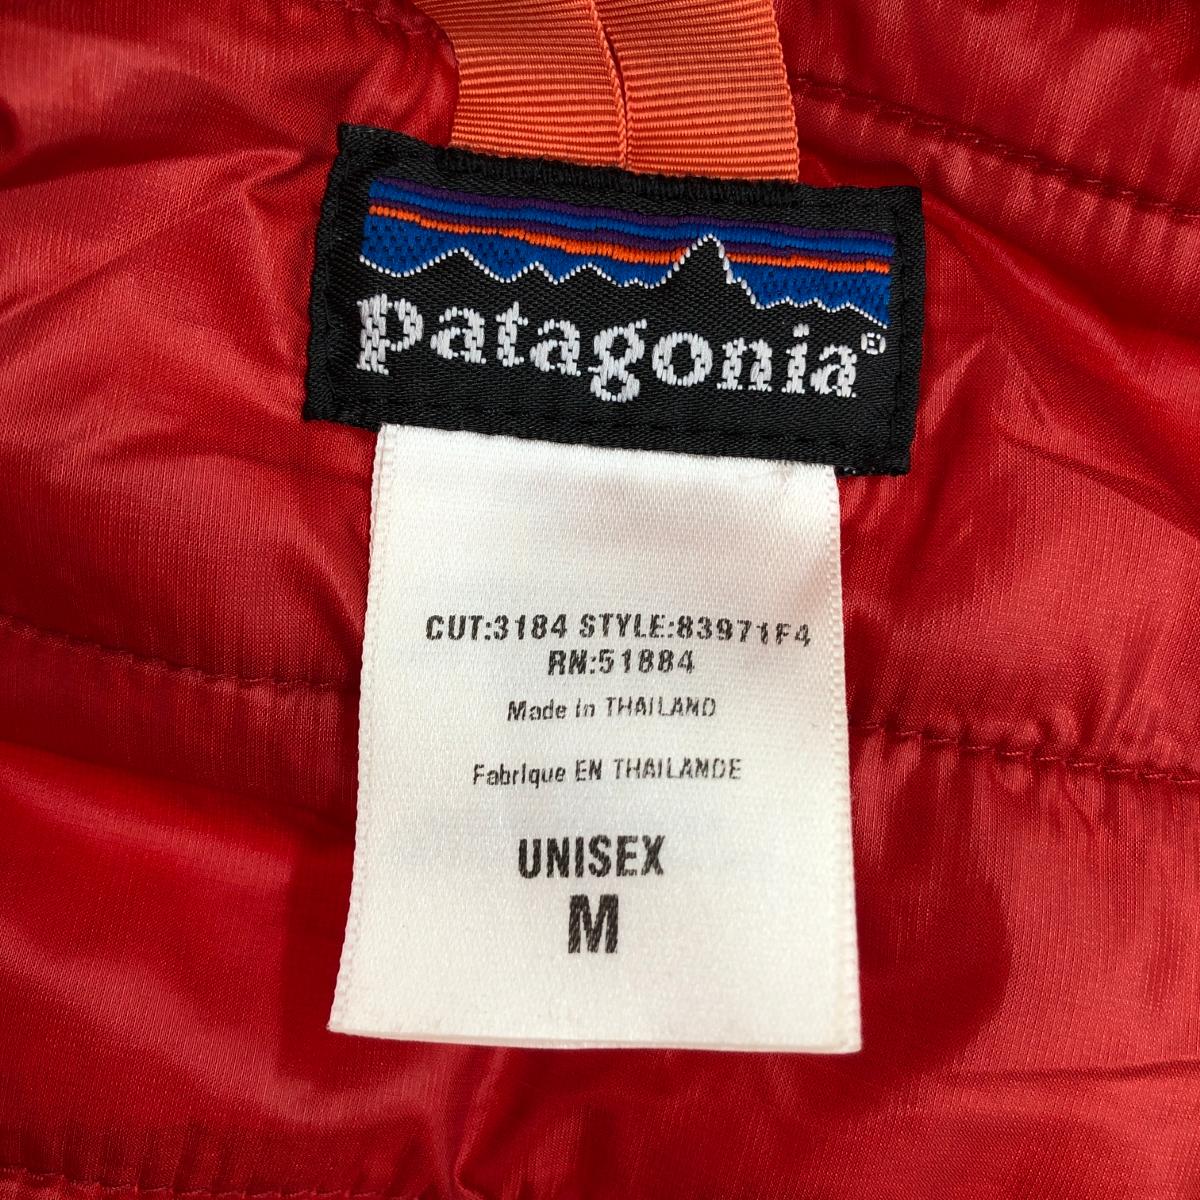 patagonia®
CUT:3184 STYLE:83971F4
RN:51884
Made in THAILAND
Fabrique EN THAILANDE
UNISEX
M